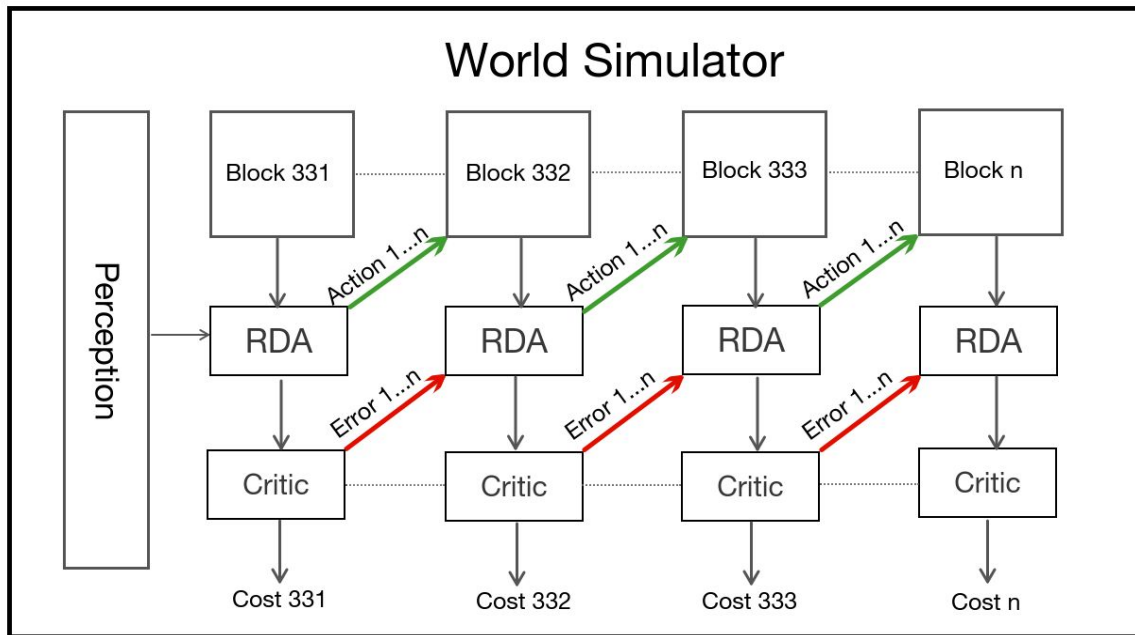 World Simulator
Perception
Block 331
Block 332
Block 333
Block n
Action 1...n
Action 1...n
Action 1...n
RDA
RDA
RDA
RDA
Error 1...n
Error 1...n
Error 1...n
Critic
Critic
Critic
Critic
Cost 331
Cost 332
Cost 333
Cost n